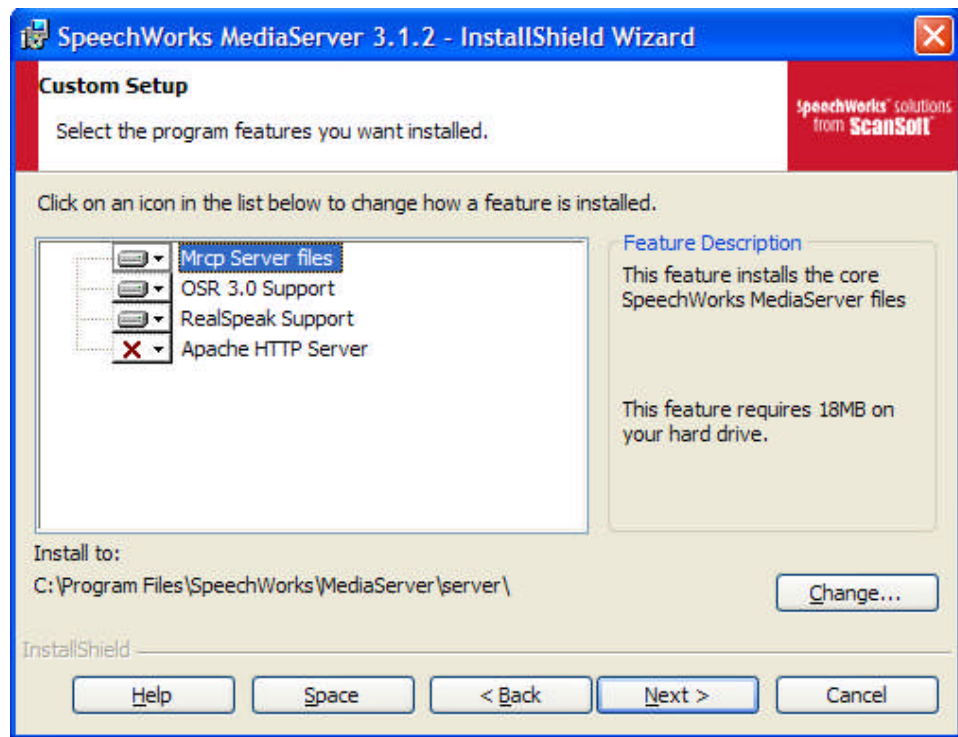 SpeechWorks MediaServer 3.1.2 - InstallShield Wizard
Custom Setup
Select the program features you want installed.
SpeechWorks® solutions
from ScanSoft™
Click on an icon in the list below to change how a feature is installed.
Mrcp Server files
OSR 3.0 Support
RealSpeak Support
Apache HTTP Server
Feature Description
This feature installs the core
SpeechWorks MediaServer files
This feature requires 18MB on
your hard drive.
Install to:
C:\Program Files\SpeechWorks\MediaServer\server\
Change...
InstallShield
Help
Space
< Back
Next >
Cancel